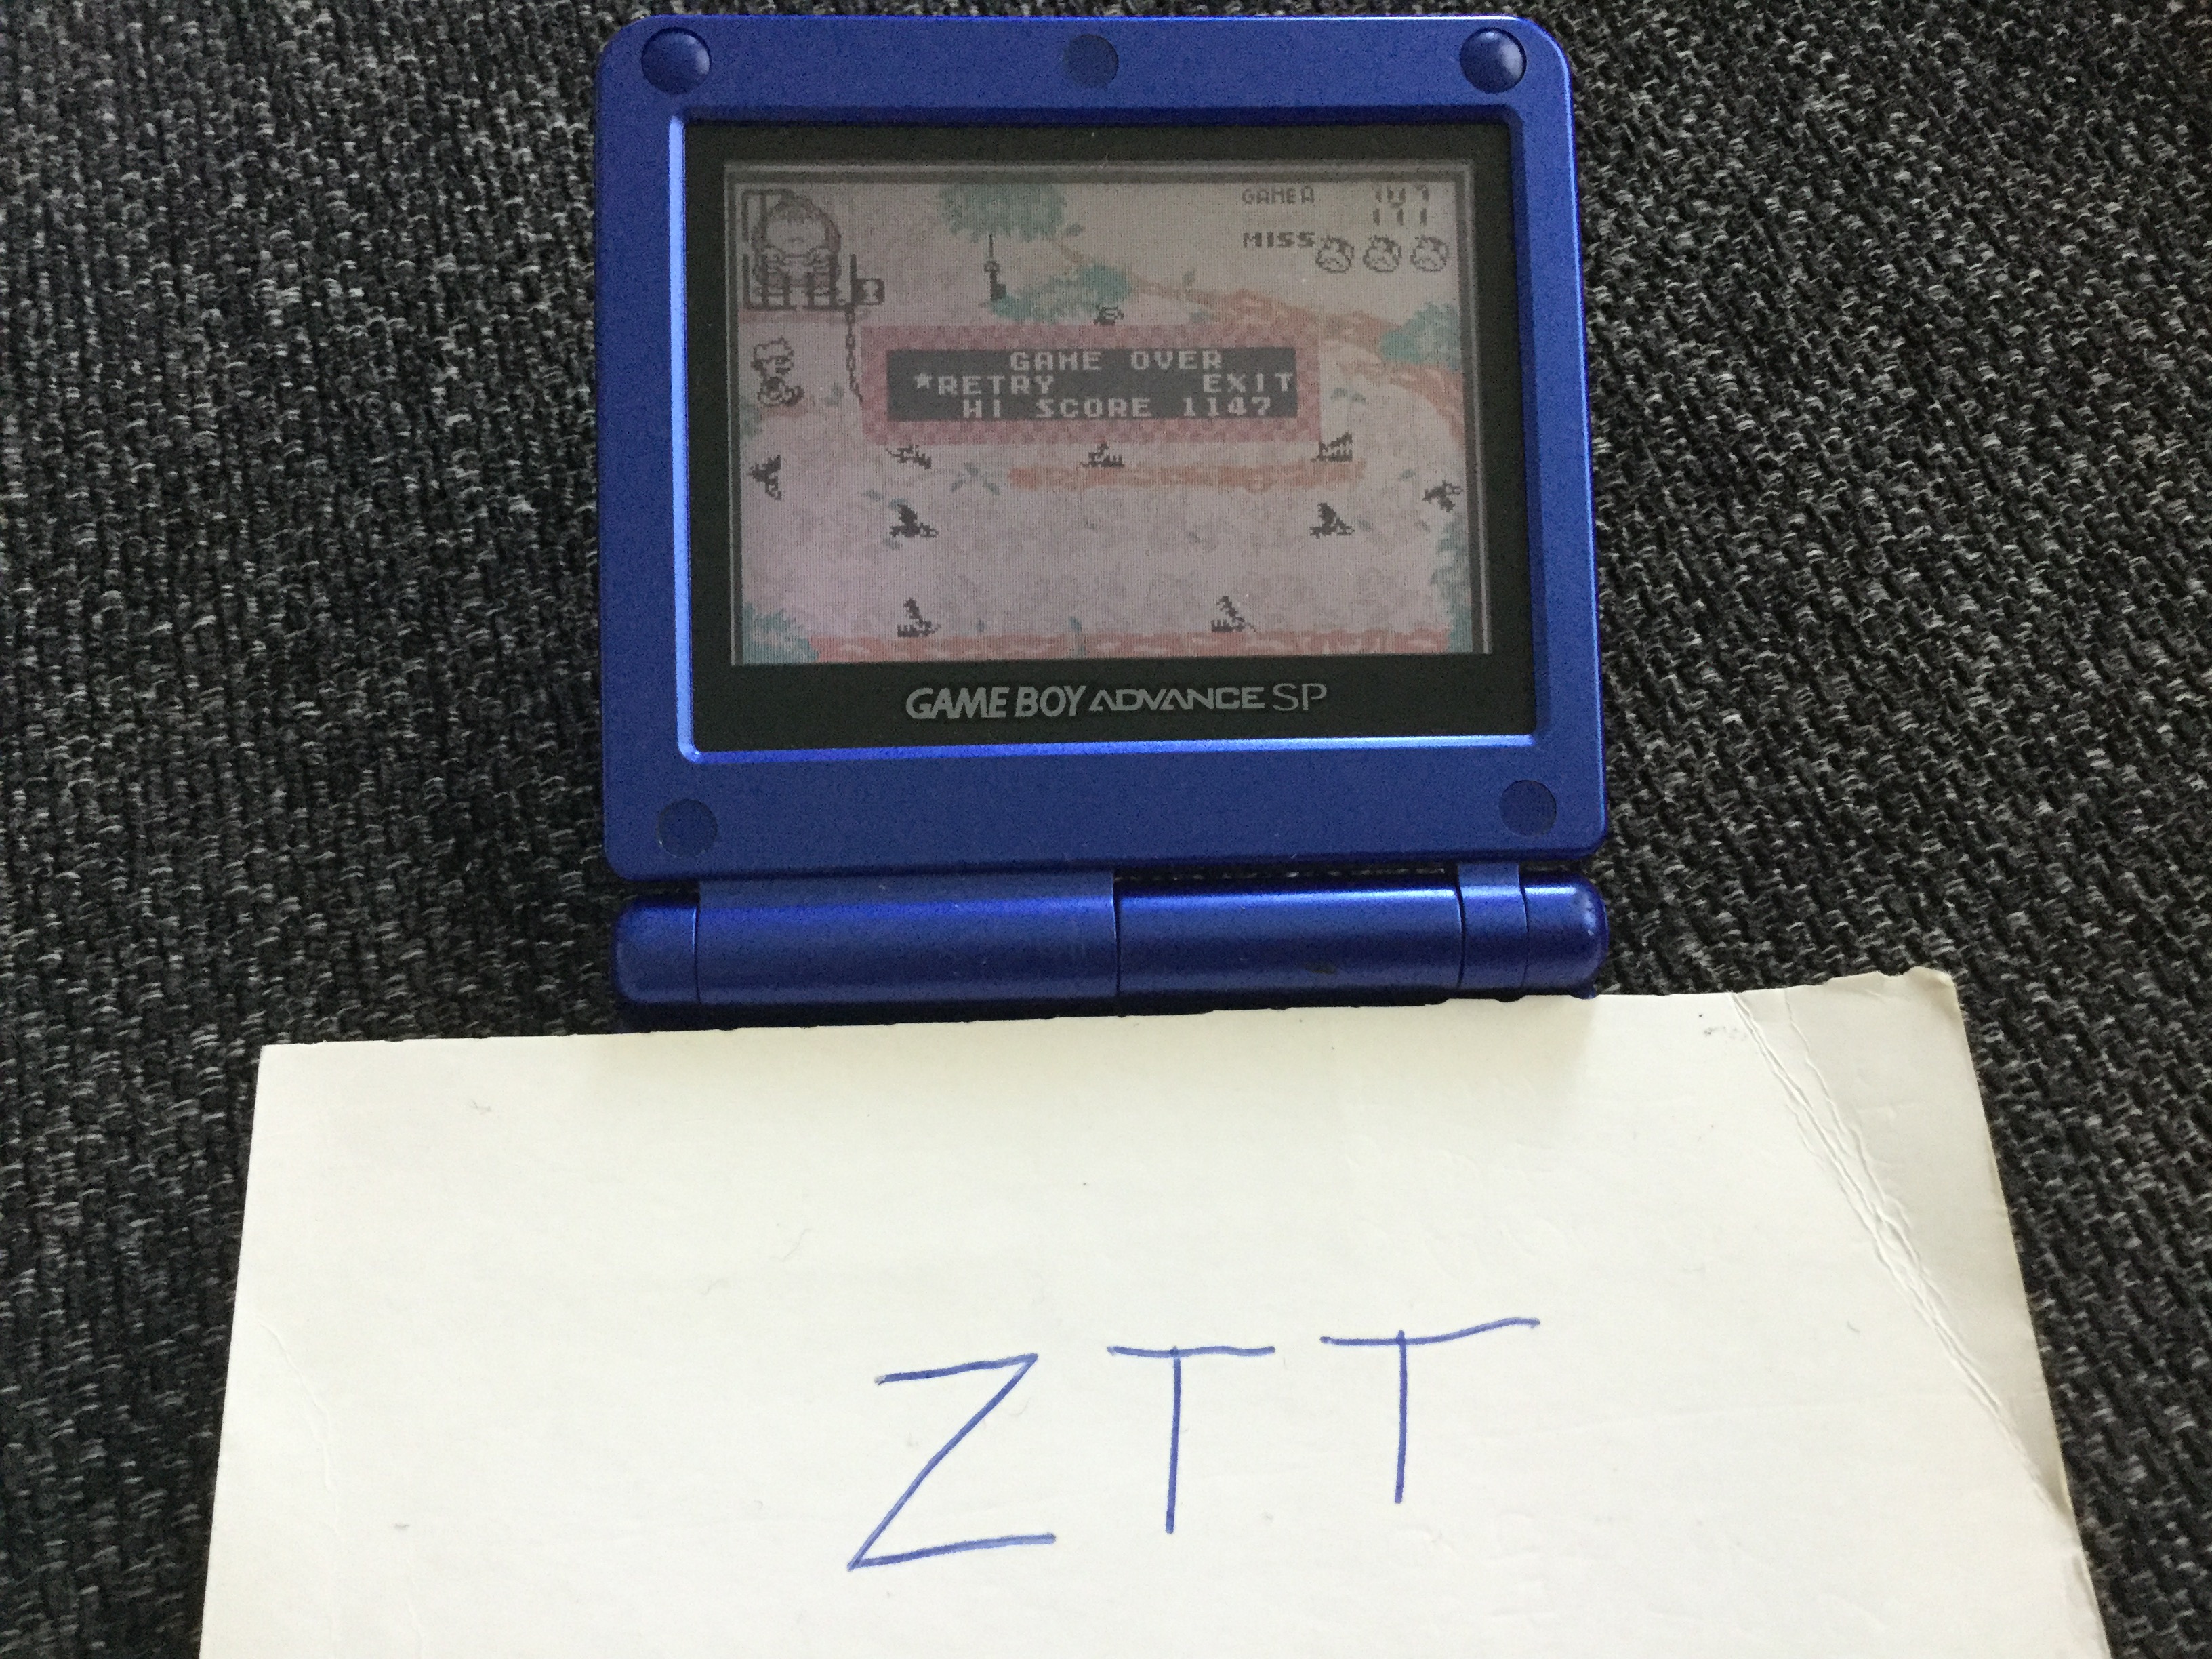 GAME A
MISS
GAME OVER
*RETRY EXIT
HI SCORE 1147
GAME BOY ADVANCE SP
ZTT